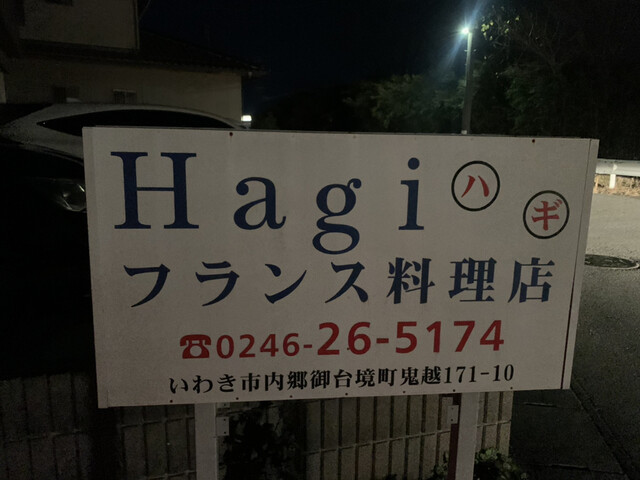 Hagi ハギ
フランス料理店
☎0246-26-5174
いわき市内郷御台境町鬼越171-10